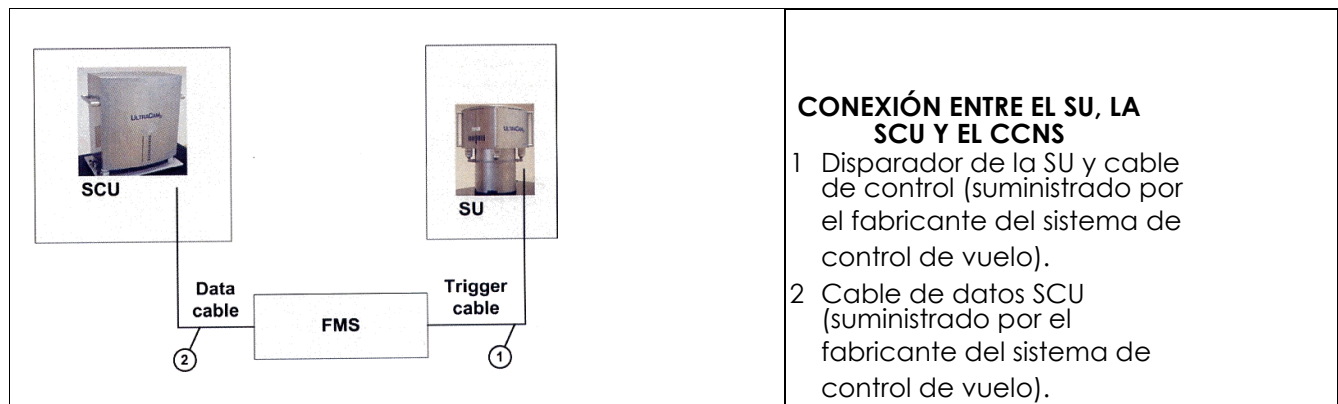 ULTRACAM
SCU
ULTRACAM
SU
Data
cable
Trigger
cable
FMS
2
1
CONEXIÓN ENTRE EL SU, LA
SCU Y EL CCNS
1 Disparador de la SU y cable
de control (suministrado por
el fabricante del sistema de
control de vuelo).
2 Cable de datos SCU
(suministrado por el
fabricante del sistema de
control de vuelo).